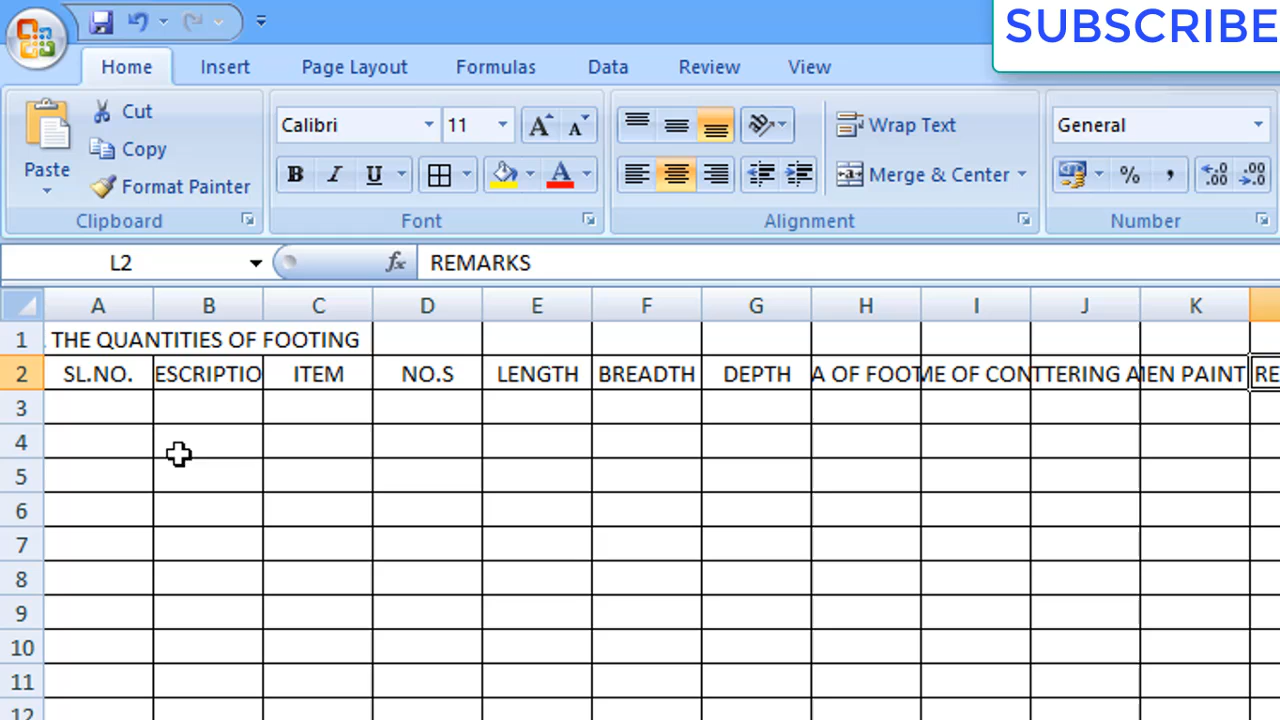 SUBSCRIBE
Home Insert Page Layout Formulas Data Review View
Paste
Cut
Copy
Format Painter
Clipboard
Calibri 11
B I U A
Font
Wrap Text
Merge & Center
Alignment
General
% , .00 .00
Number
L2 fx REMARKS
A B C D E F G H I J K
1 THE QUANTITIES OF FOOTING
2 SL.NO. ESCRIPTIO ITEM NO.S LENGTH BREADTH DEPTH A OF FOOT ME OF CON TTERING A MEN PAINT RE
3
4
5
6
7
8
9
10
11
12